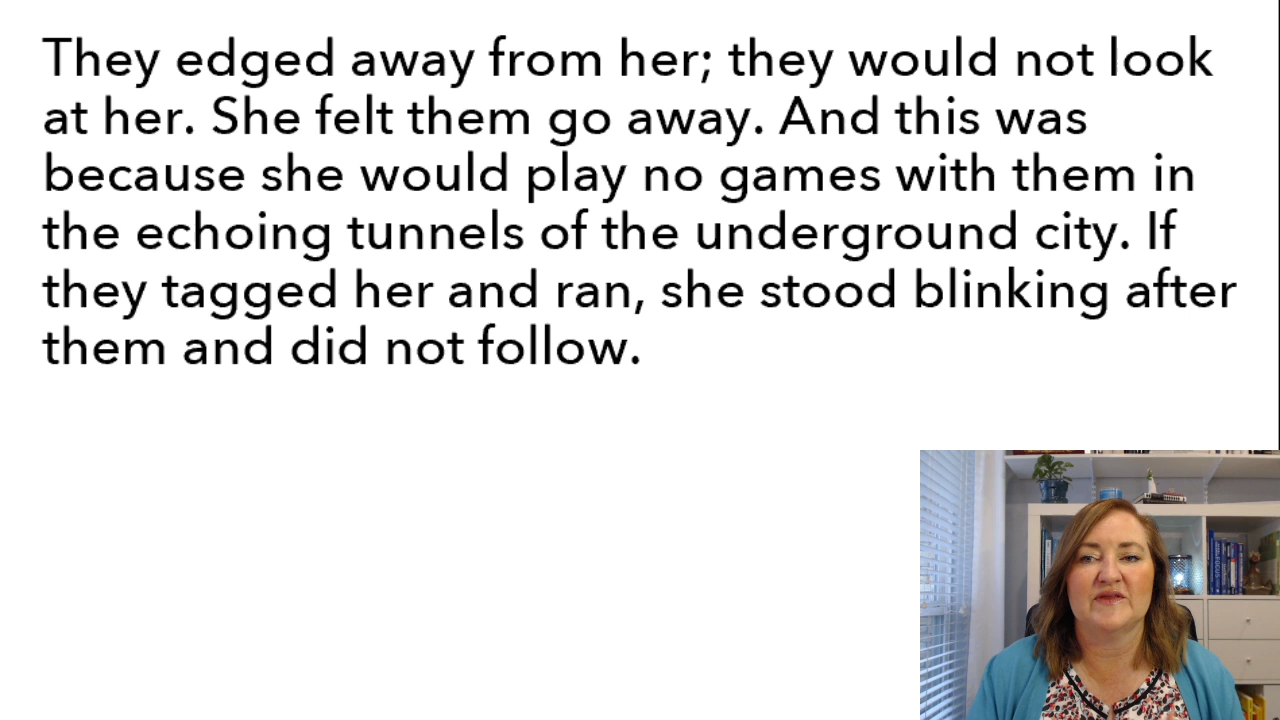 They edged away from her; they would not look
at her. She felt them go away. And this was
because she would play no games with them in
the echoing tunnels of the underground city. If
they tagged her and ran, she stood blinking after
them and did not follow.